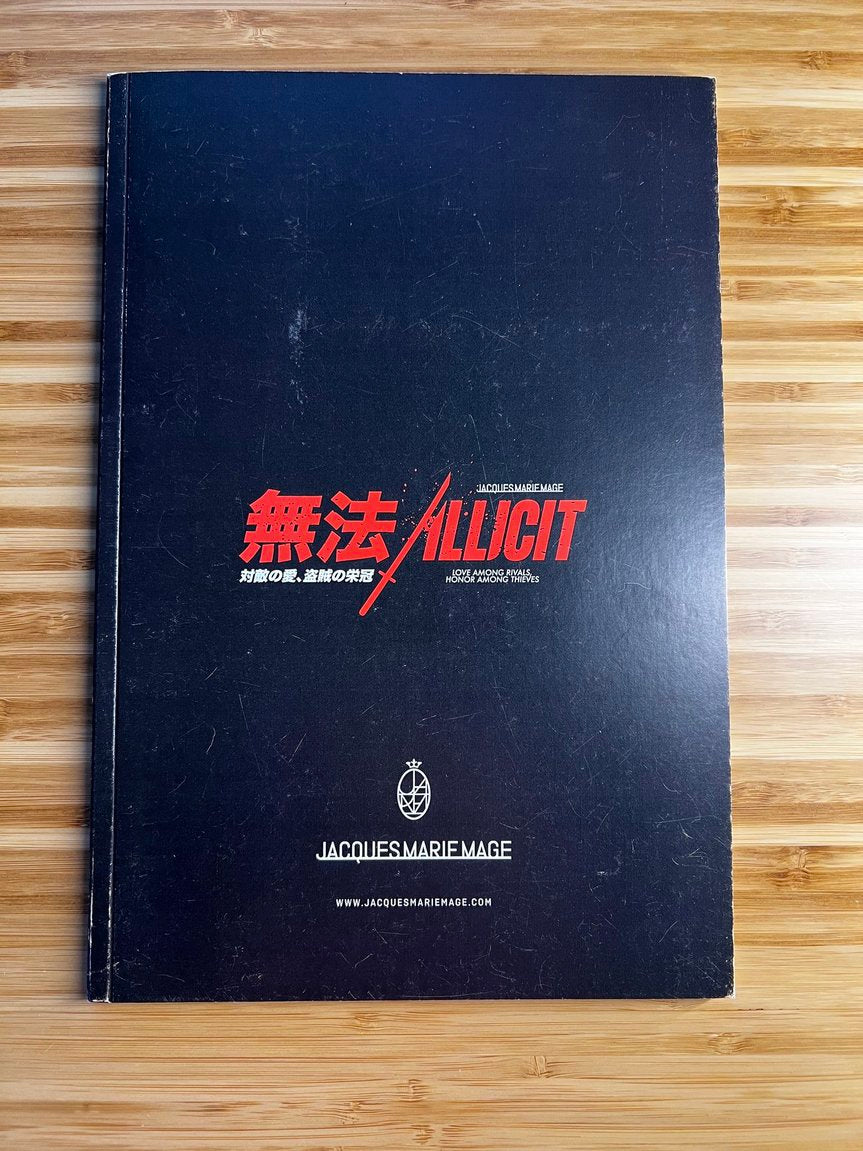 JACQUES MARIE MAGE
無法/ILLICIT
対敵の愛、盗賊の栄冠
LOVE AMONG RIVALS,
HONOR AMONG THIEVES
JACQUES MARIE MAGE
WWW.JACQUESMARIEMAGE.COM